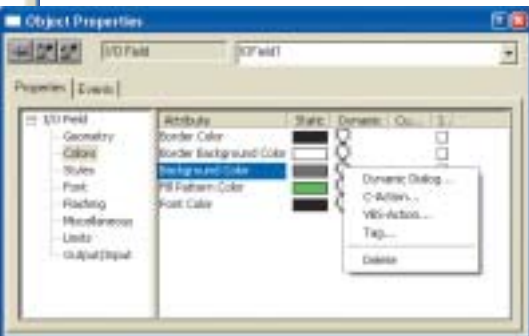 Object Properties
I/O Field IOField1
Properties Events
I/O Field
Geometry
Colors
Styles
Font
Flashing
Miscellaneous
Limits
Output/Input
Attribute Static Dynamic Cu... I..
Border Color
Border Background Color
Background Color
Fill Pattern Color
Font Color
Dynamic Dialog...
C-Action...
VBS-Action...
Tag...
Delete